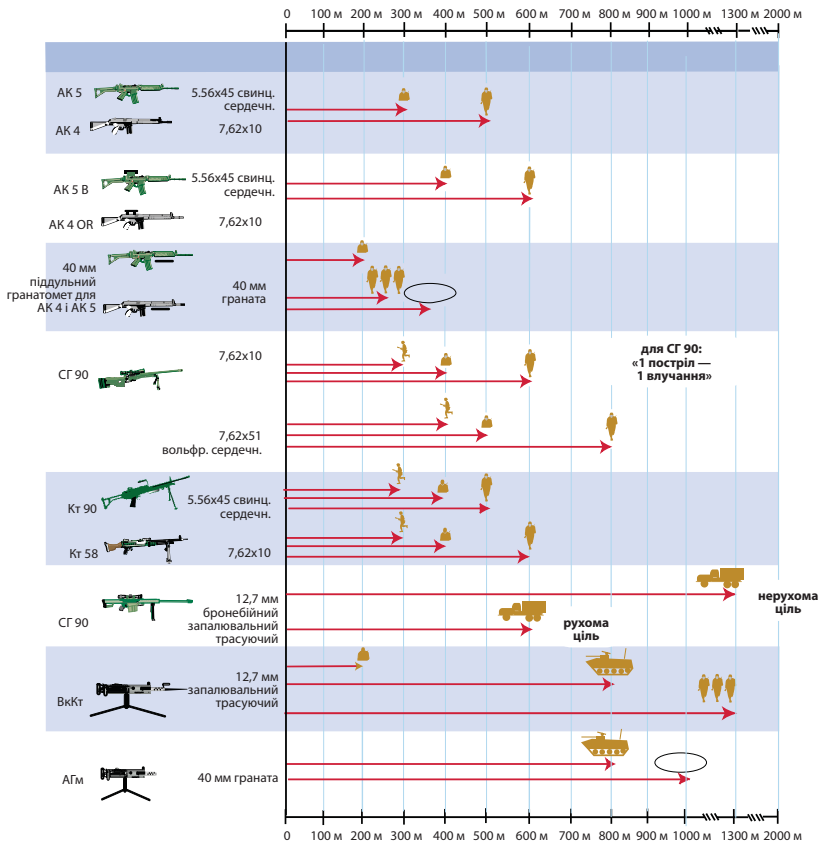 0 100 м 200 м 300 м 400 м 500 м 600 м 700 м 800 м 900 м 1000 м 1300 м 2000 м
АК 5
5.56x45 свинц.
сердечн.
АК 4
7,62x10
АК 5 В
5.56x45 свинц.
сердечн.
АК 4 OR
7,62x10
40 мм
піддульний
гранатомет для
АК 4 і АК 5
40 мм
граната
СГ 90
7,62x10
для СГ 90:
«1 постріл —
1 влучання»
7,62x51
вольфр. сердечн.
Кт 90
5.56x45 свинц.
сердечн.
Кт 58
7,62x10
СГ 90
12,7 мм
бронебійний
запалювальний
трасуючий
рухома
ціль
нерухома
ціль
ВкКт
12,7 мм
запалювальний
трасуючий
АГм
40 мм граната
0 100 м 200 м 300 м 400 м 500 м 600 м 700 м 800 м 900 м 1000 м 1300 м 2000 м